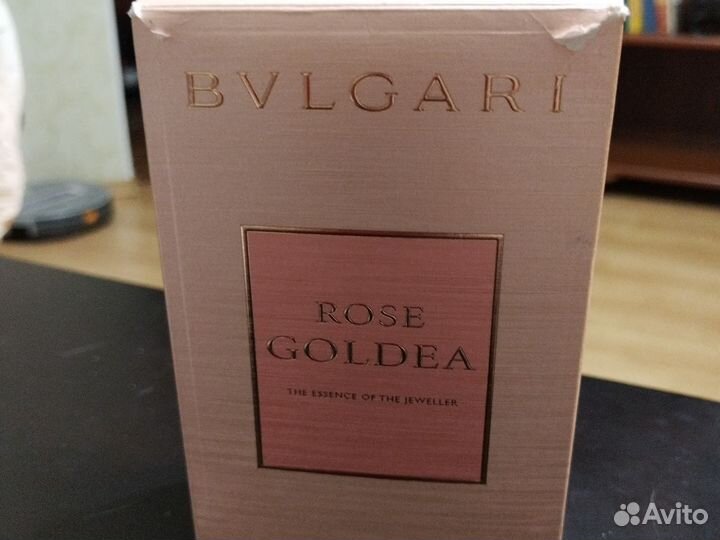 BVLGARI
ROSE
GOLDEA
THE ESSENCE OF THE JEWELLER
Avito